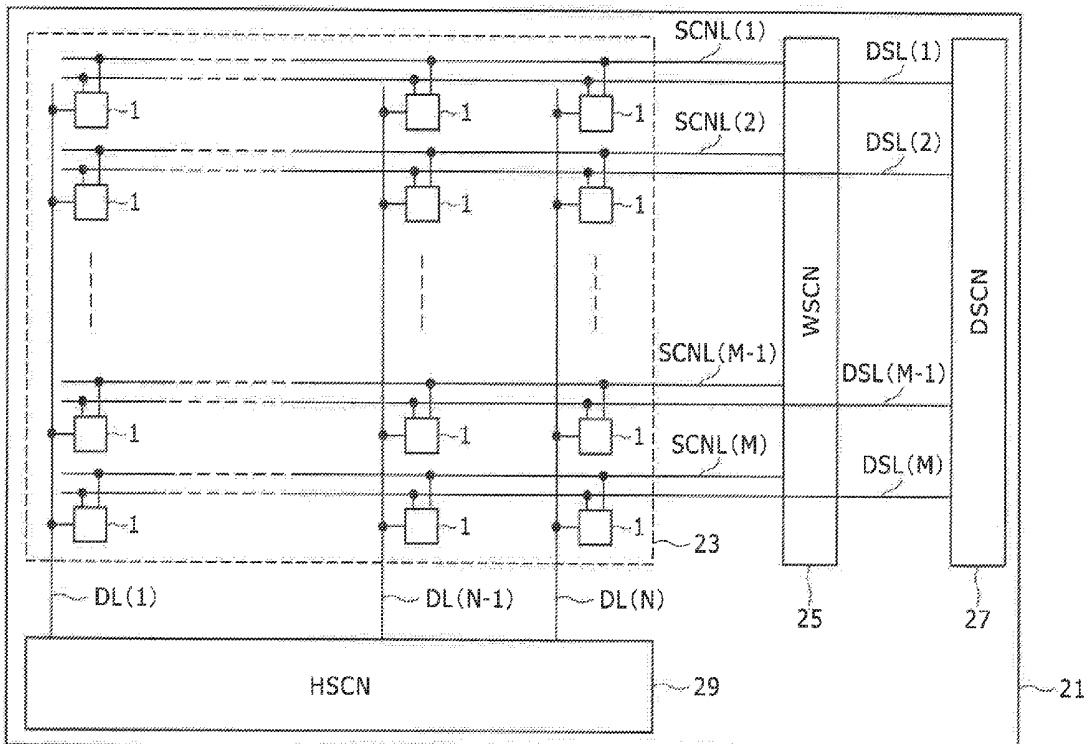 SCNL(1)
DSL(1)
1 1 1
SCNL(2)
DSL(2)
1 1 1
WSCN
DSCN
SCNL(M-1)
DSL(M-1)
1 1 1
SCNL(M)
DSL(M)
1 1 1
23
DL(1) DL(N-1) DL(N)
25 27
HSCN
29
21